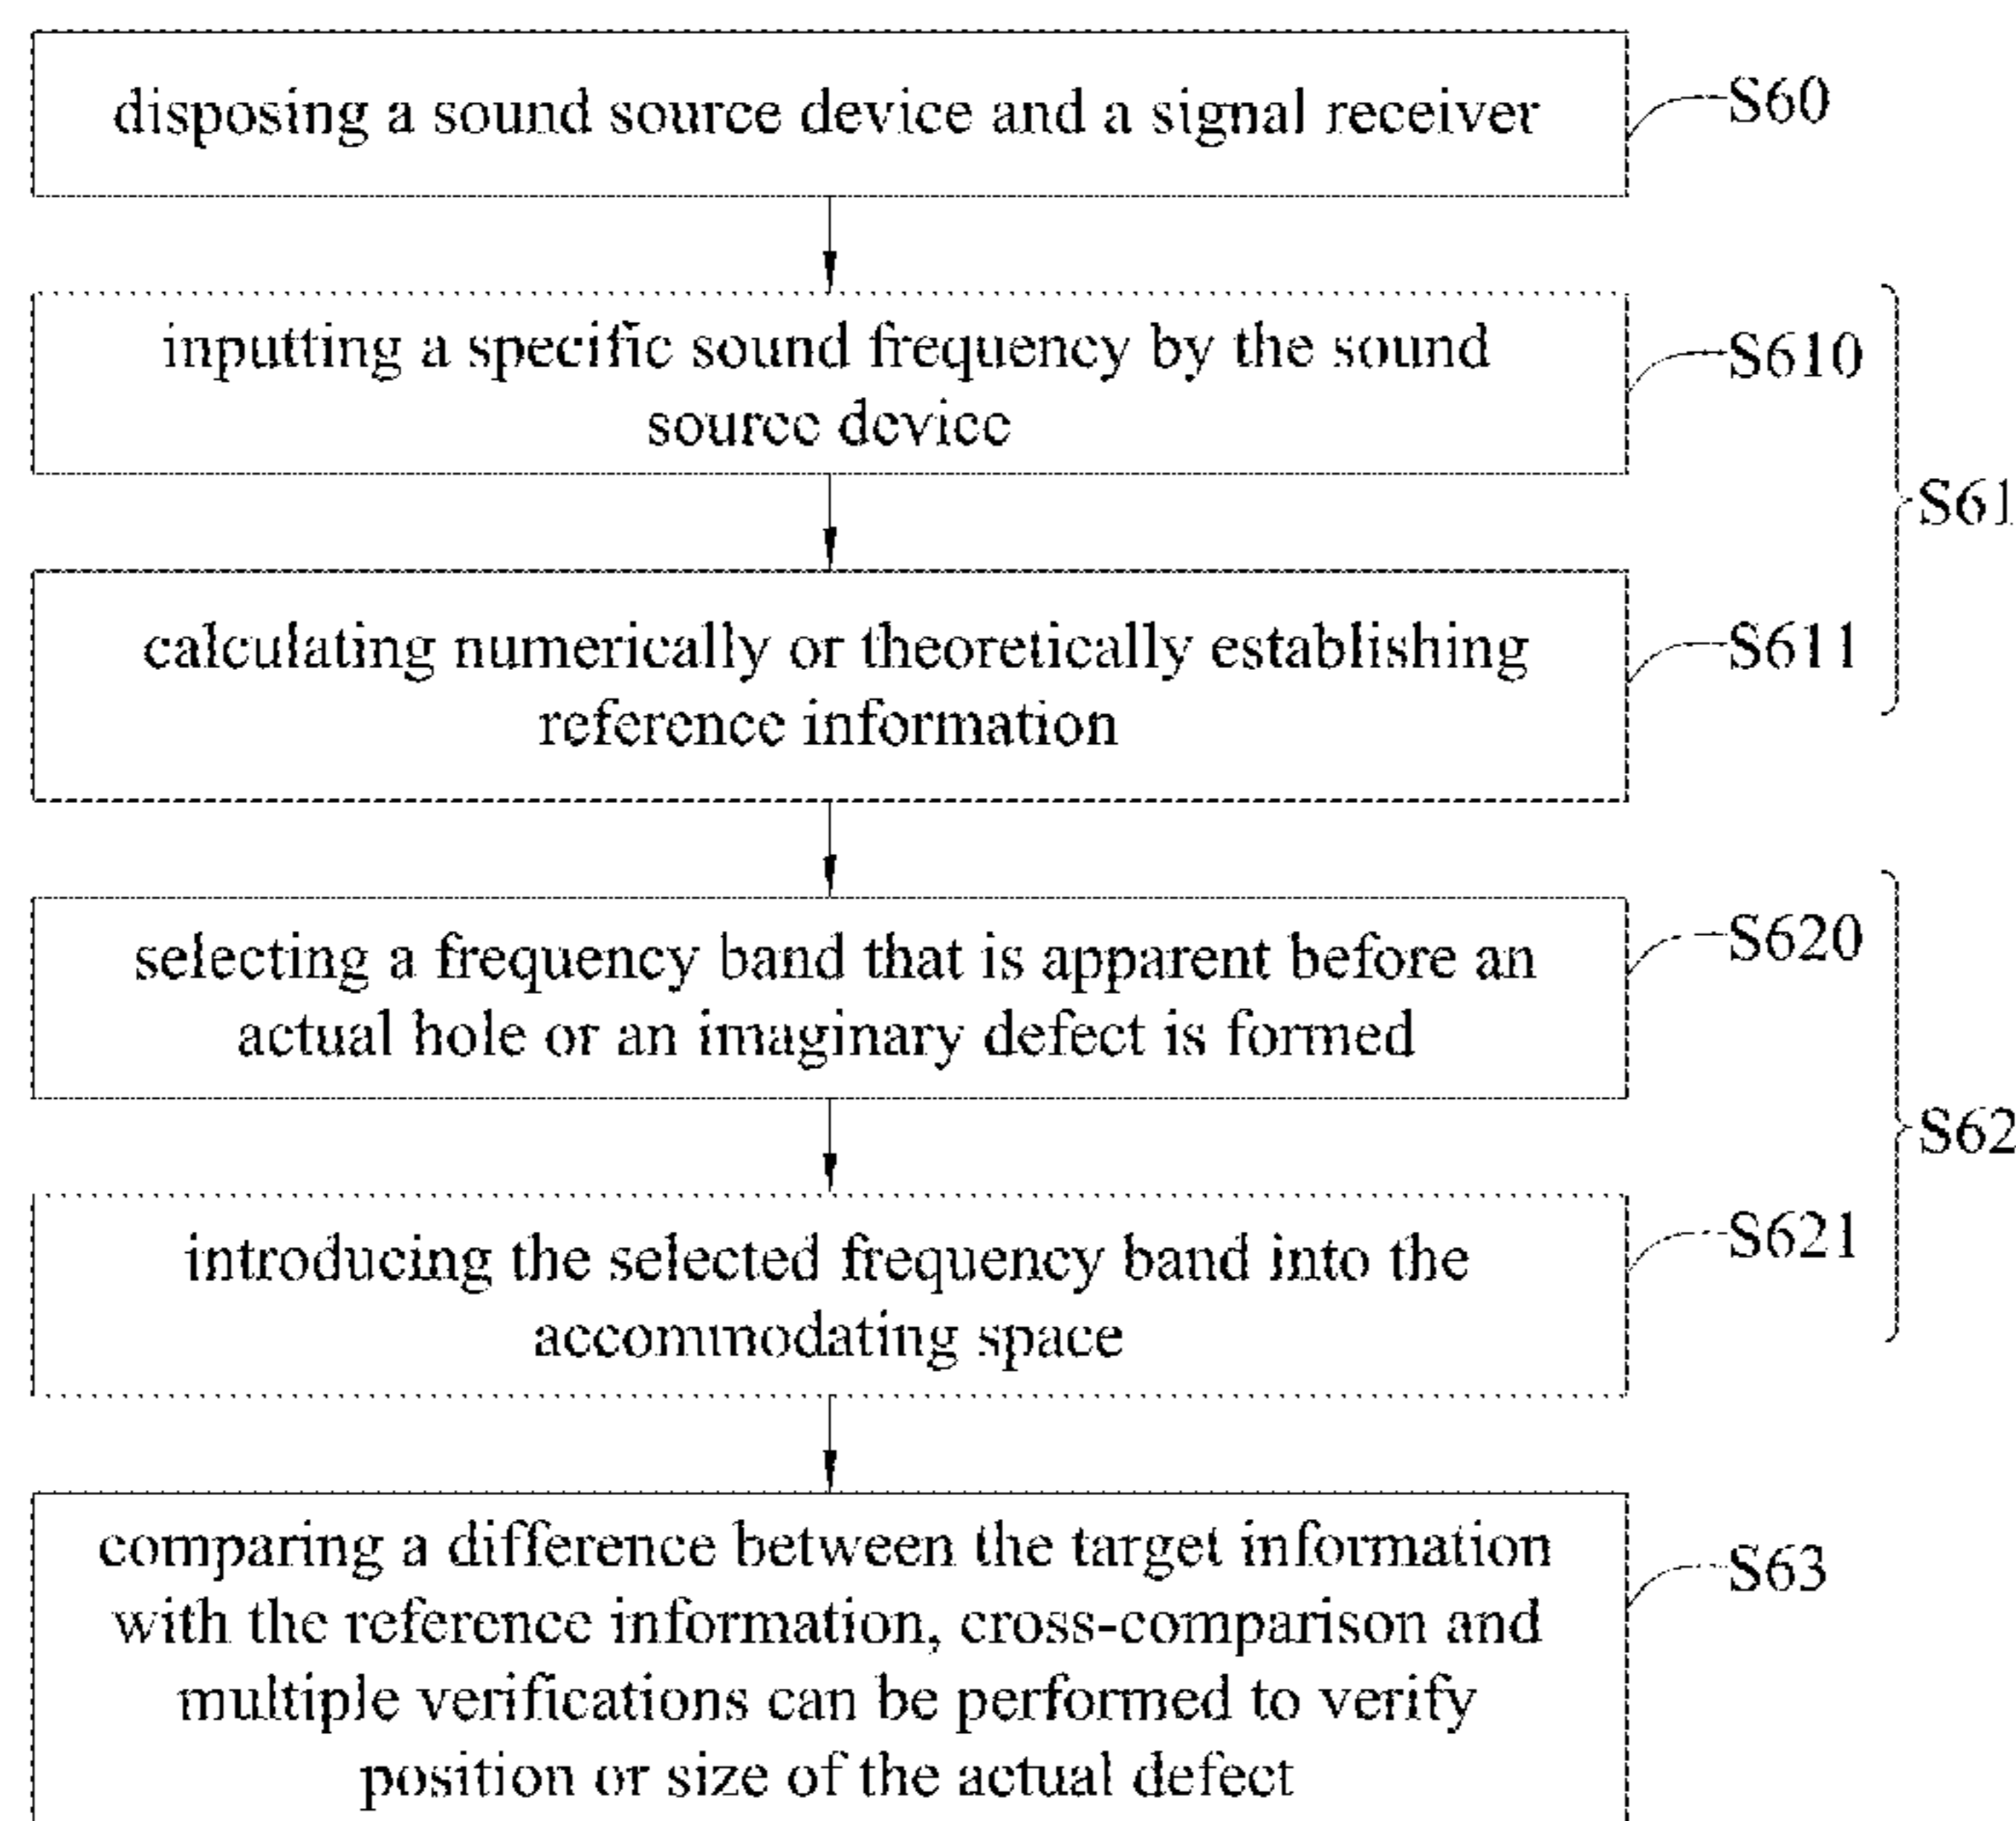 disposing a sound source device and a signal receiver
S60
inputting a specific sound frequency by the sound
source device
S610
S61
calculating numerically or theoretically establishing
reference information
S611
selecting a frequency band that is apparent before an
actual hole or an imaginary defect is formed
S620
S62
introducing the selected frequency band into the
accommodating space
S621
comparing a difference between the target information
with the reference information, cross-comparison and
multiple verifications can be performed to verify
position or size of the actual defect
S63